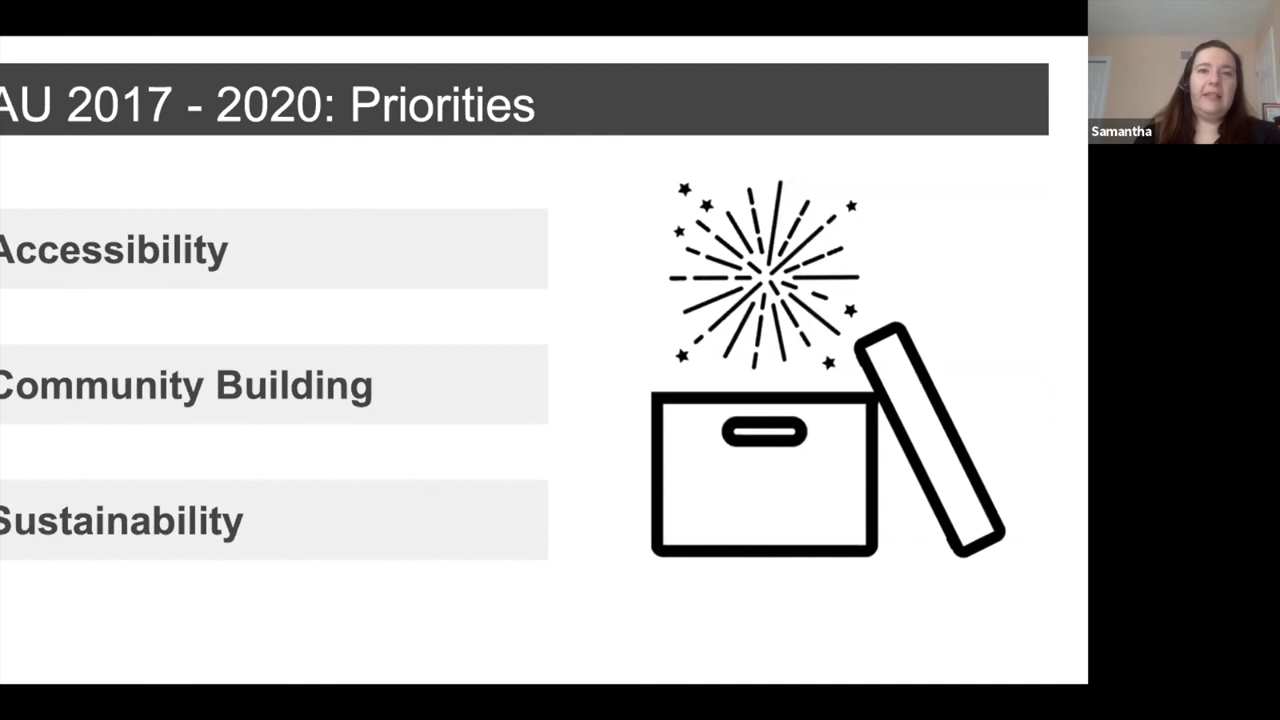 AU 2017 - 2020: Priorities
Samantha
Accessibility
Community Building
Sustainability